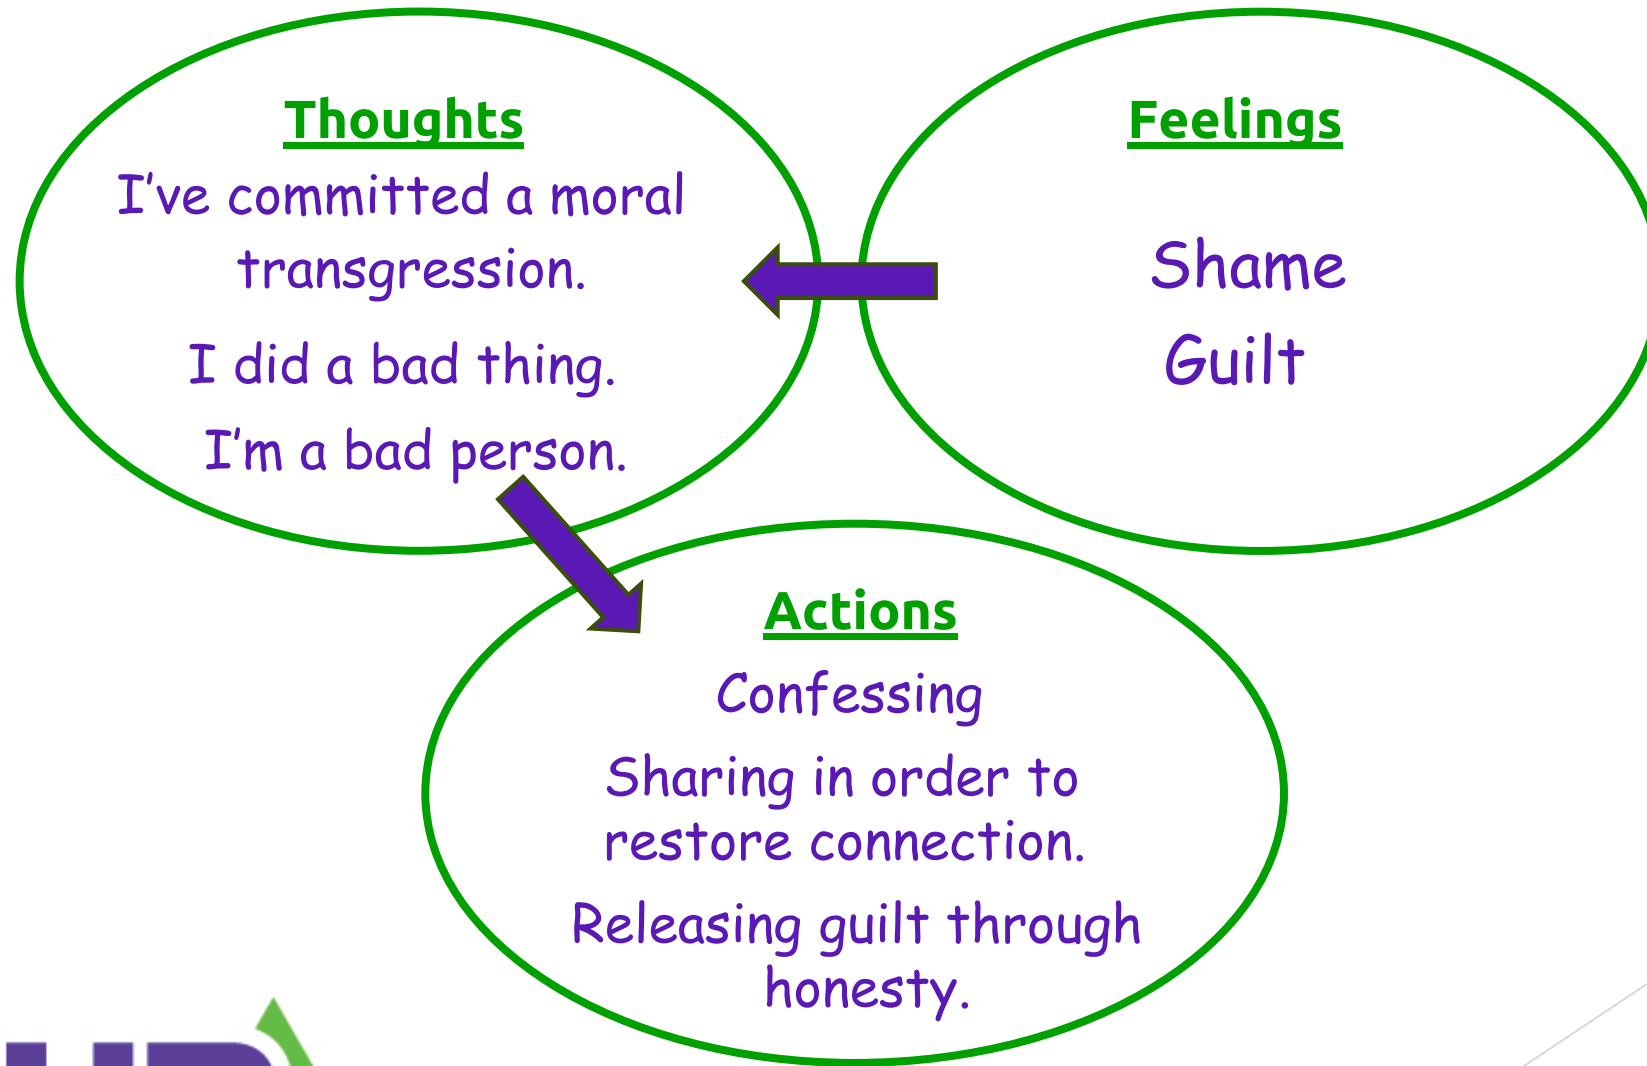 Thoughts
I've committed a moral
transgression.
I did a bad thing.
I'm a bad person.
Feelings
Shame
Guilt
Actions
Confessing
Sharing in order to
restore connection.
Releasing guilt through
honesty.